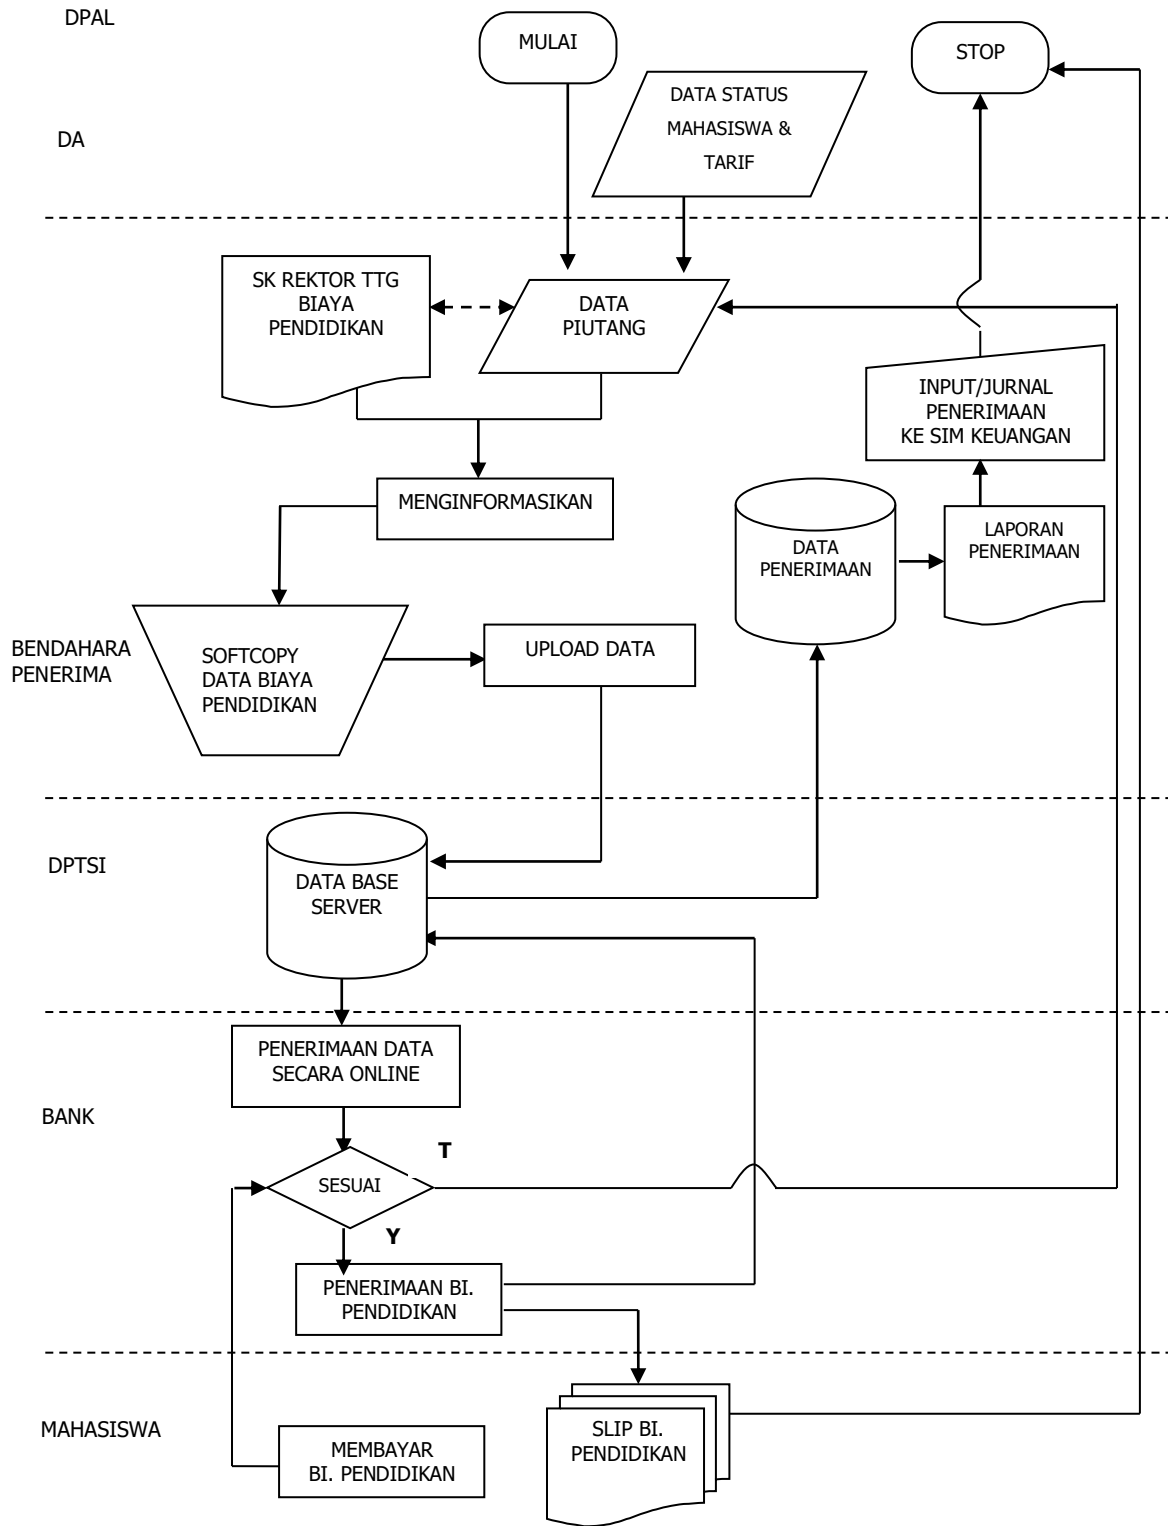 DPAL
MULAI
STOP
DATA STATUS
MAHASISWA &
TARIF
DA
SK REKTOR TTG
BIAYA
PENDIDIKAN
DATA
PIUTANG
INPUT/JURNAL
PENERIMAAN
KE SIM KEUANGAN
MENGINFORMASIKAN
DATA
PENERIMAAN
LAPORAN
PENERIMAAN
BENDAHARA
PENERIMA
SOFTCOPY
DATA BIAYA
PENDIDIKAN
UPLOAD DATA
DPTSI
DATA BASE
SERVER
PENERIMAAN DATA
SECARA ONLINE
BANK
T
SESUAI
Y
PENERIMAAN BI.
PENDIDIKAN
MAHASISWA
MEMBAYAR
BI. PENDIDIKAN
SLIP BI.
PENDIDIKAN